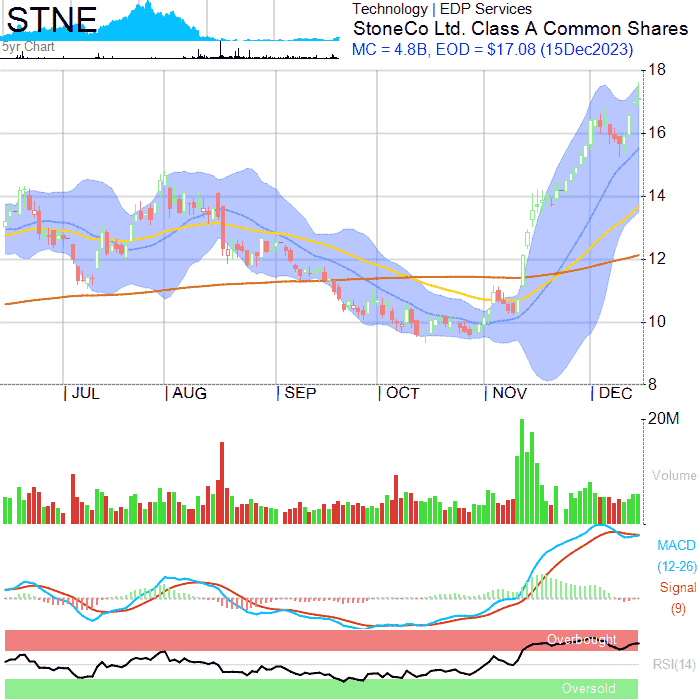 STNE
5yr Chart
Technology | EDP Services
StoneCo Ltd. Class A Common Shares
MC = 4.8B, EOD = $17.08 (15Dec2023)
18
16
14
12
10
8
JUL AUG SEP OCT NOV DEC
20M
Volume
MACD
(12-26)
Signal
(9)
Overbought
RSI(14)
Oversold